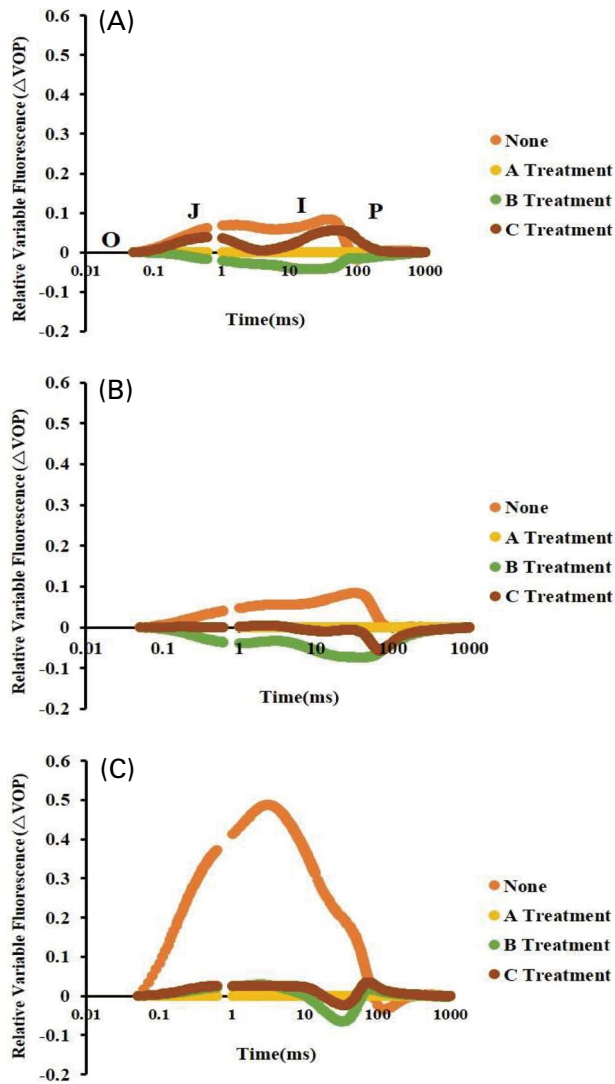 (A)
Relative Variable Fluorescence (△VOP)
0.6
0.5
0.4
0.3
0.2
0.1
0
-0.1
-0.2
O
J
I
P
0.01
0.1
1
10
100
1000
Time(ms)
None
A Treatment
B Treatment
C Treatment
(B)
Relative Variable Fluorescence (△VOP)
0.6
0.5
0.4
0.3
0.2
0.1
0
-0.1
-0.2
0.01
0.1
1
10
100
1000
Time(ms)
None
A Treatment
B Treatment
C Treatment
(C)
Relative Variable Fluorescence (△VOP)
0.6
0.5
0.4
0.3
0.2
0.1
0
-0.1
-0.2
0.01
0.1
1
10
100
1000
Time(ms)
None
A Treatment
B Treatment
C Treatment